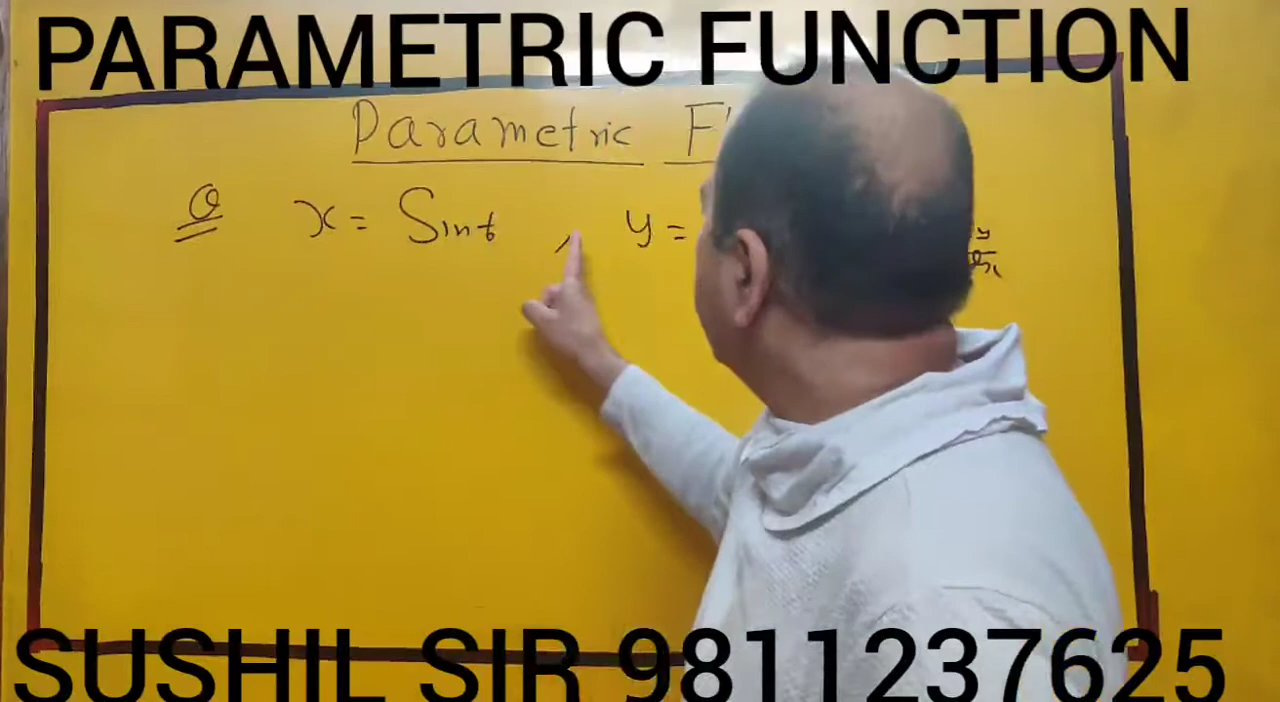 PARAMETRIC FUNCTION
Parametric F
Q x = Sint , y =
SUSHIL SIR 9811237625